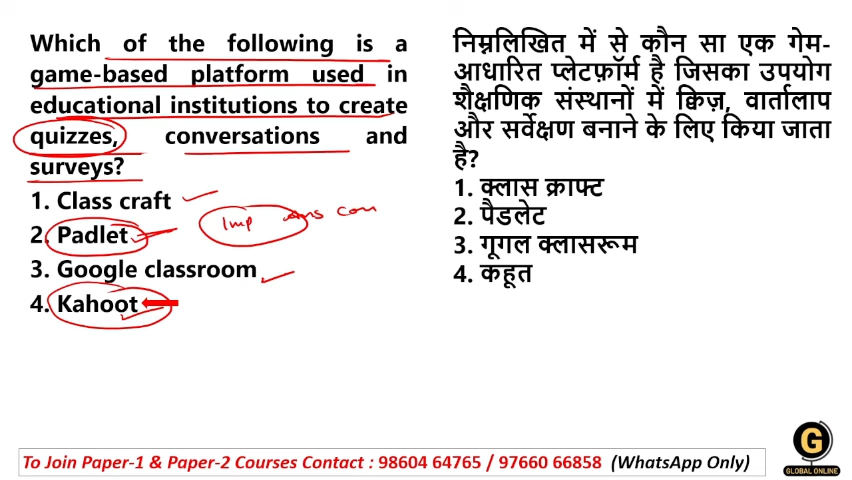 Which of the following is a
game-based platform used in
educational institutions to create
quizzes, conversations and
surveys?
1. Class craft
2. Padlet
Imp
3. Google classroom
4. Kahoot
निम्नलिखित में से कौन सा एक गेम-
आधारित प्लेटफ़ॉर्म है जिसका उपयोग
शैक्षणिक संस्थानों में क्विज़, वार्तालाप
और सर्वेक्षण बनाने के लिए किया जाता
है?
1. क्लास क्राफ्ट
2. पैडलेट
3. गूगल क्लासरूम
4. कहूत
G
GLOBAL ONLINE
To Join Paper-1 & Paper-2 Courses Contact : 98604 64765 / 97660 66858 (WhatsApp Only)